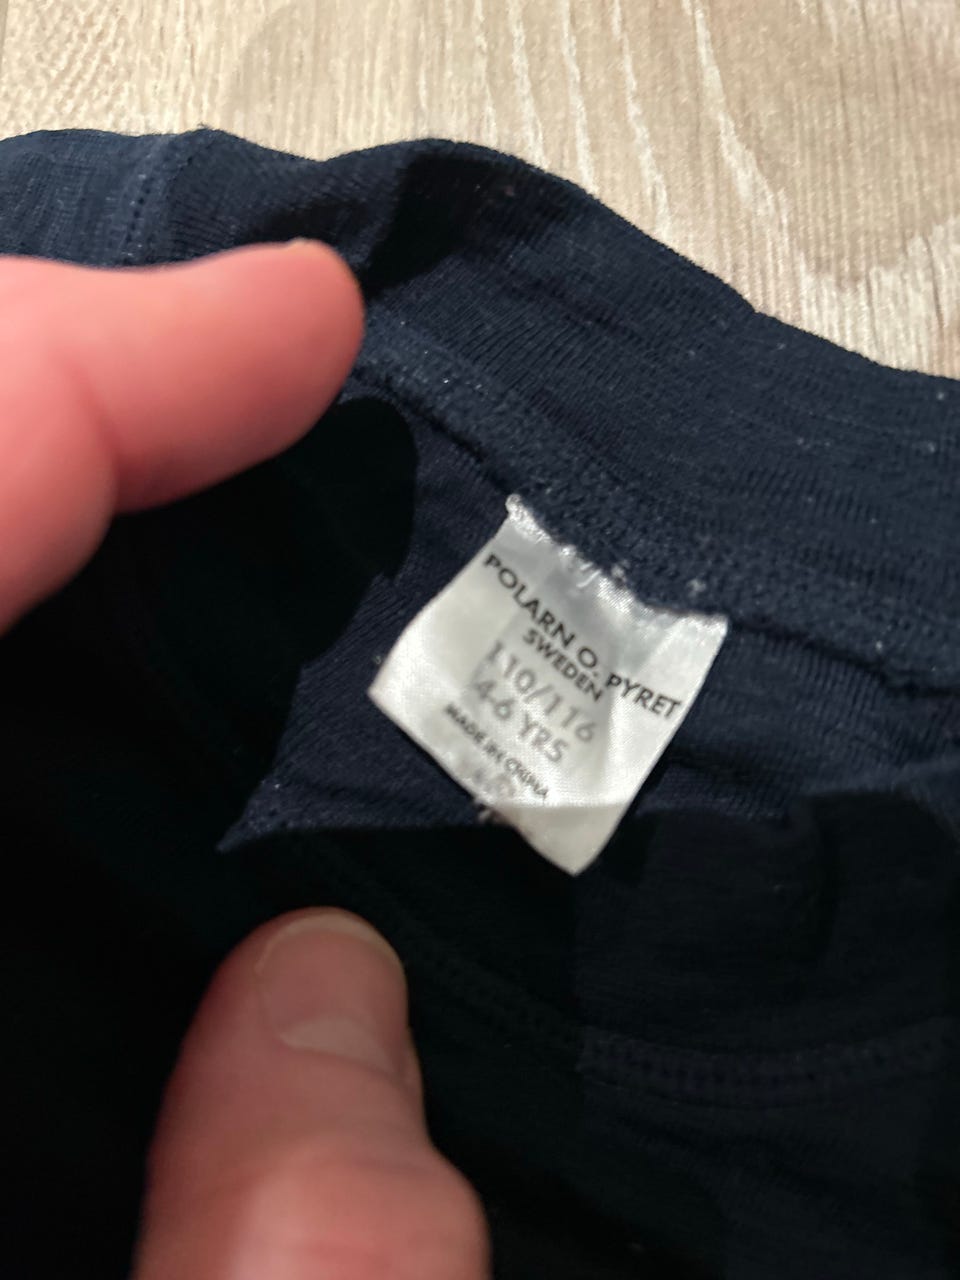 POLARN O. PYRET
SWEDEN
110/116
4-6 YRS
MADE IN CHINA